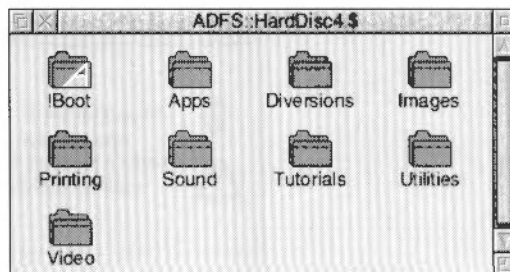 ADFS::HardDisc4.$
!Boot Apps Diversions Images
Printing Sound Tutorials Utilities
Video